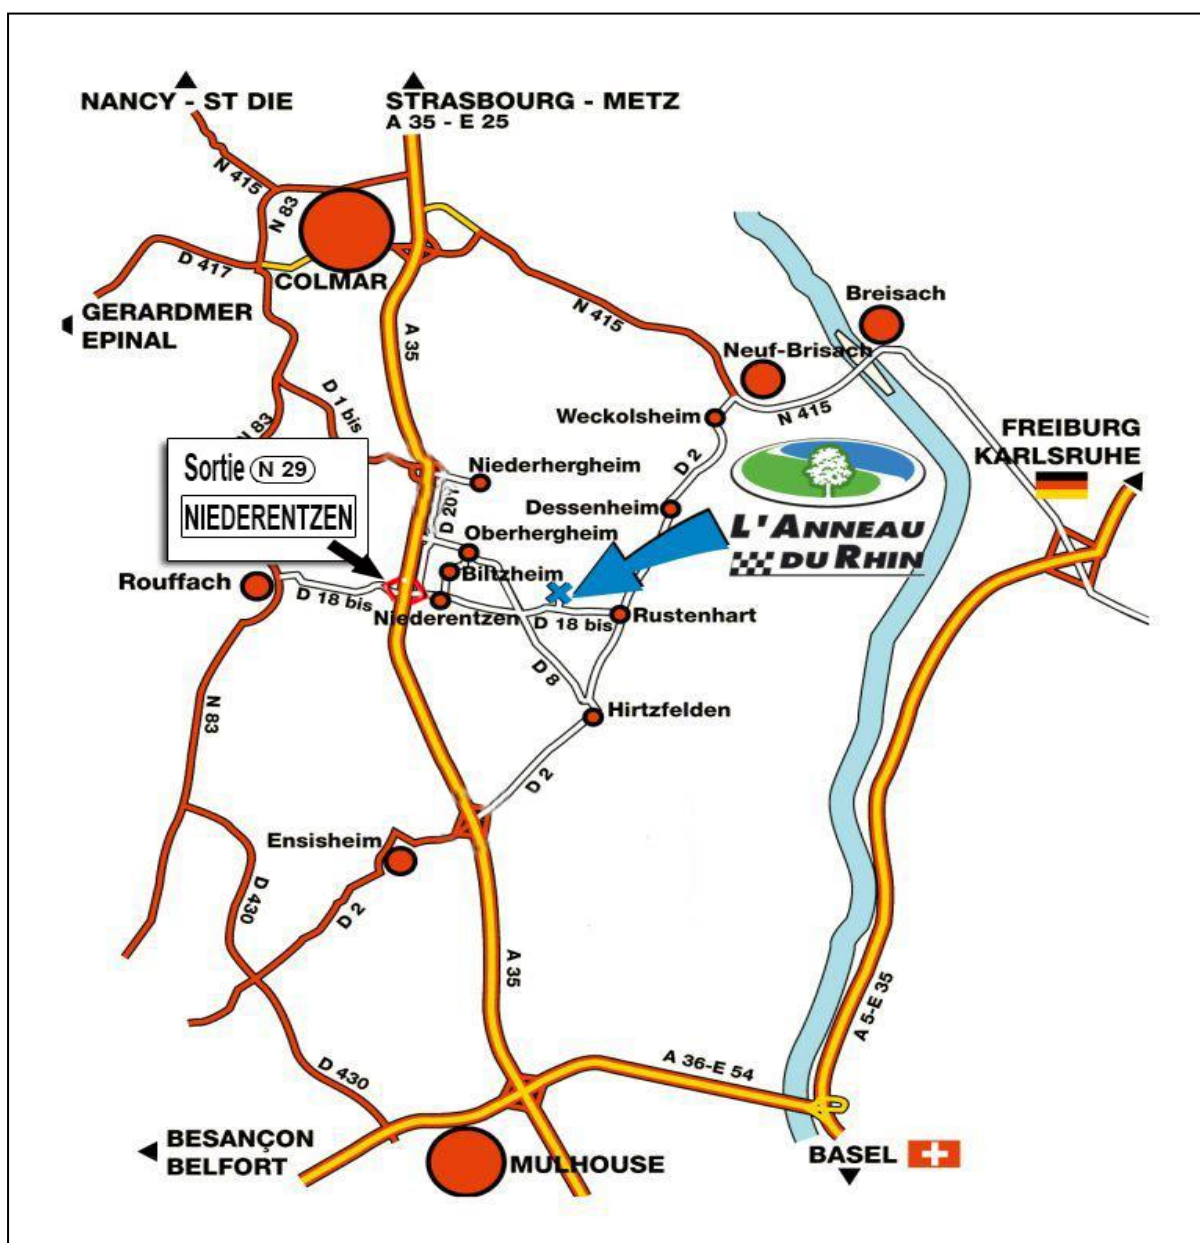 NANCY - ST DIE
STRASBOURG - METZ
A 35 - E 25
N 415
N 83
D 417
COLMAR
GERARDMER
EPINAL
A 35
N 415
Breisach
Neuf-Brisach
N 415
Weckolsheim
D 1 bis
N 83
FREIBURG
KARLSRUHE
Sortie N 29
NIEDERENTZEN
Niederhergheim
D 2
D 201
Dessenheim
L'ANNEAU
DU RHIN
Oberhergheim
Biltzheim
Rouffach
D 18 bis
Niederentzen
D 18 bis
Rustenhart
D 8
N 83
Hirtzfelden
D 2
Ensisheim
D 430
D 2
A 35
A 5-E 35
D 430
A 36-E 54
BESANÇON
BELFORT
MULHOUSE
BASEL